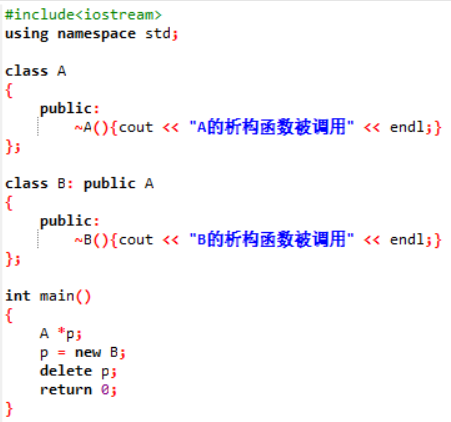 #include<iostream>
using namespace std;
class A
{
public:
~A(){cout << "A的析构函数被调用" << endl;}
};
class B: public A
{
public:
~B(){cout << "B的析构函数被调用" << endl;}
};
int main()
{
A *p;
p = new B;
delete p;
return 0;
}